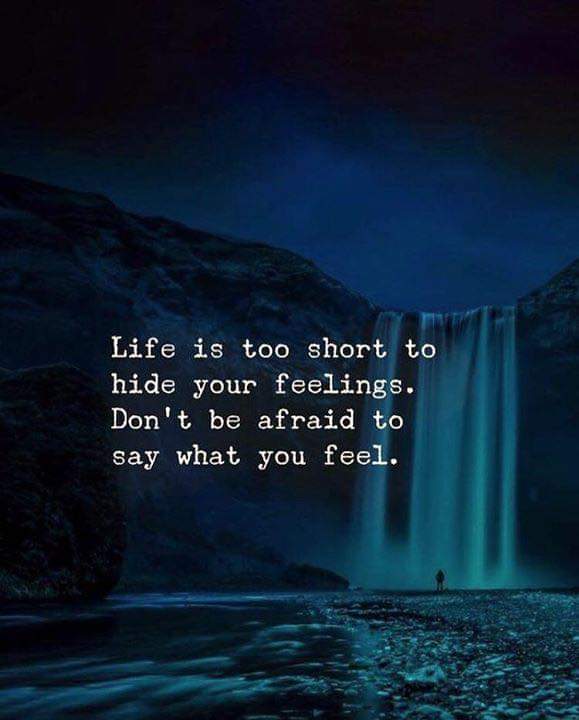 Life is too short to
hide your feelings.
Don't be afraid to
say what you feel.